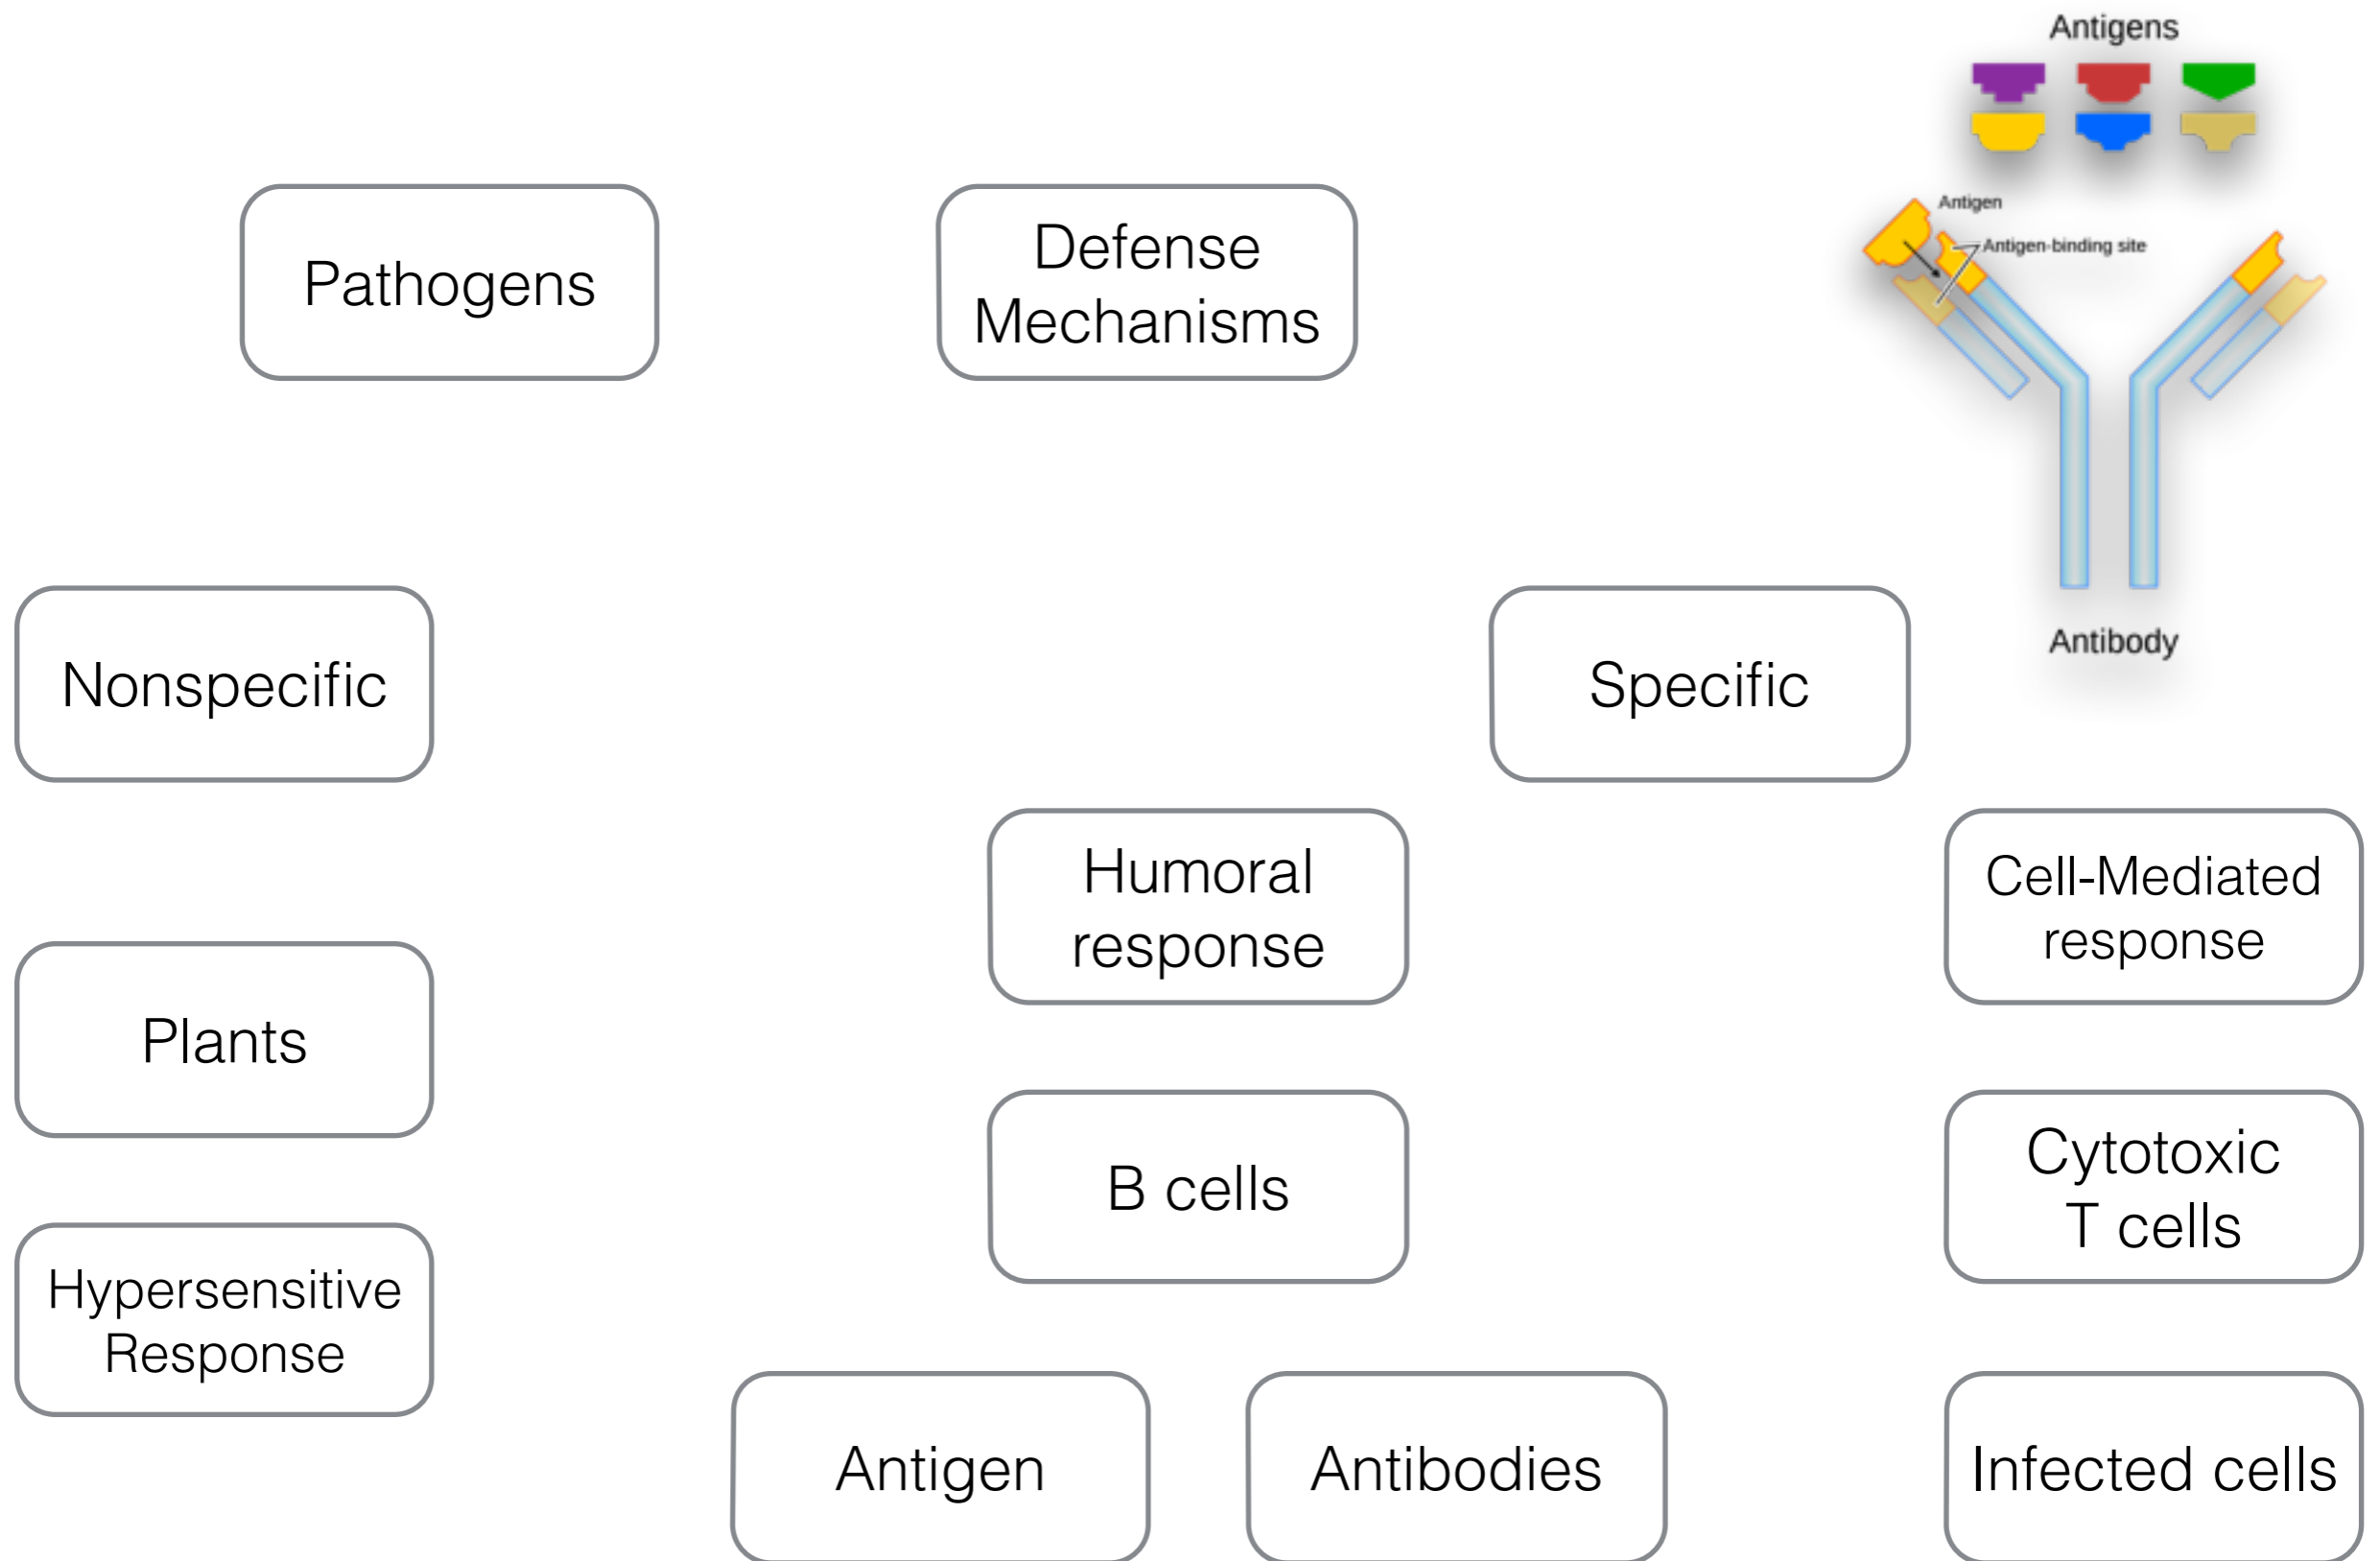 Antigens
Antigen
Antigen-binding site
Antibody
Pathogens
Defense
Mechanisms
Nonspecific
Specific
Humoral
response
Cell-Mediated
response
Plants
B cells
Cytotoxic
T cells
Hypersensitive
Response
Antigen
Antibodies
Infected cells